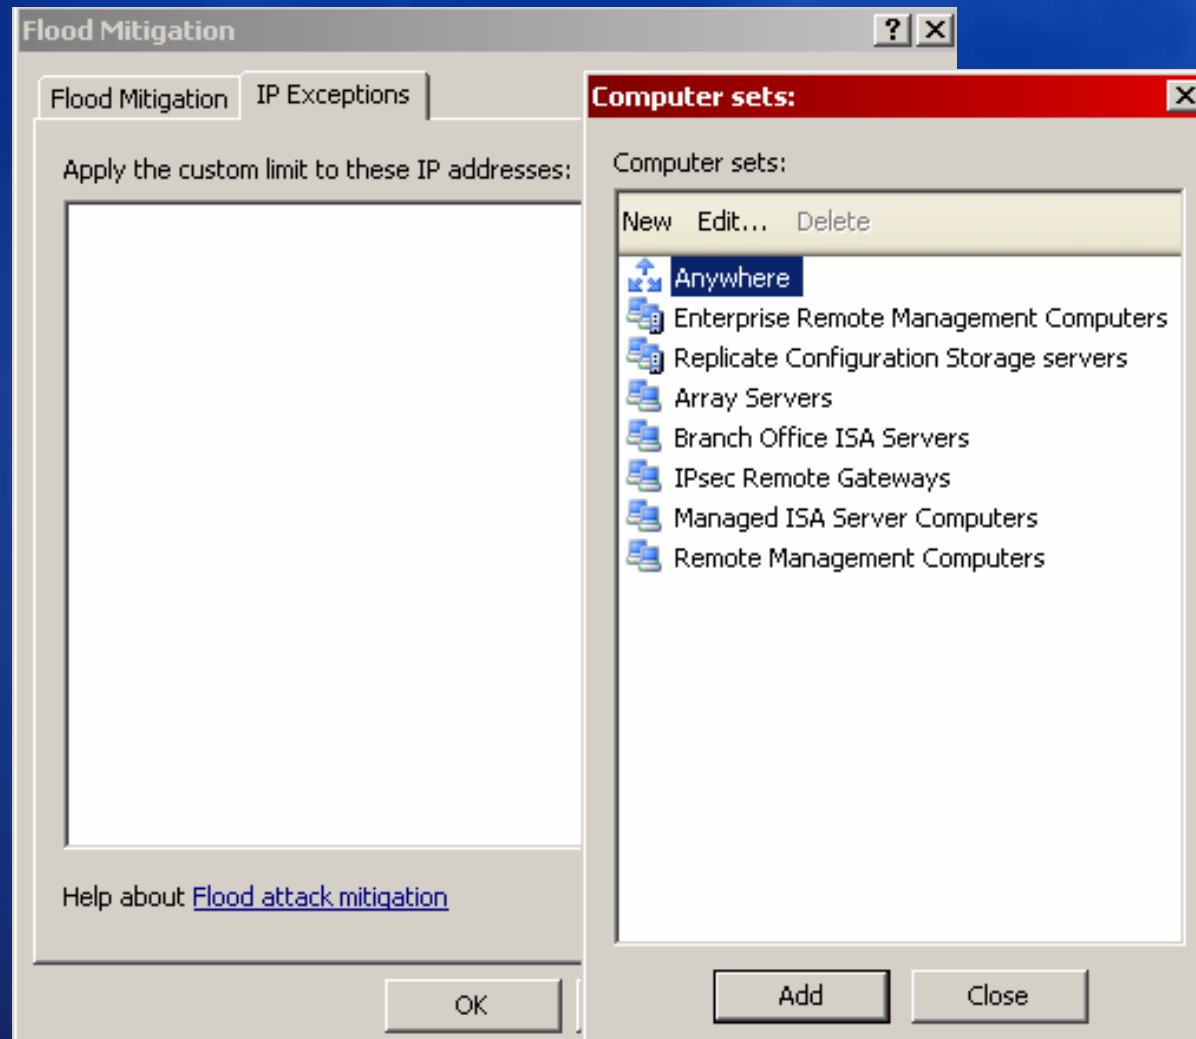 Flood Mitigation
Flood Mitigation
IP Exceptions
Apply the custom limit to these IP addresses:
Help about Flood attack mitigation
OK
Computer sets:
Computer sets:
New Edit... Delete
Anywhere
Enterprise Remote Management Computers
Replicate Configuration Storage servers
Array Servers
Branch Office ISA Servers
IPsec Remote Gateways
Managed ISA Server Computers
Remote Management Computers
Add
Close